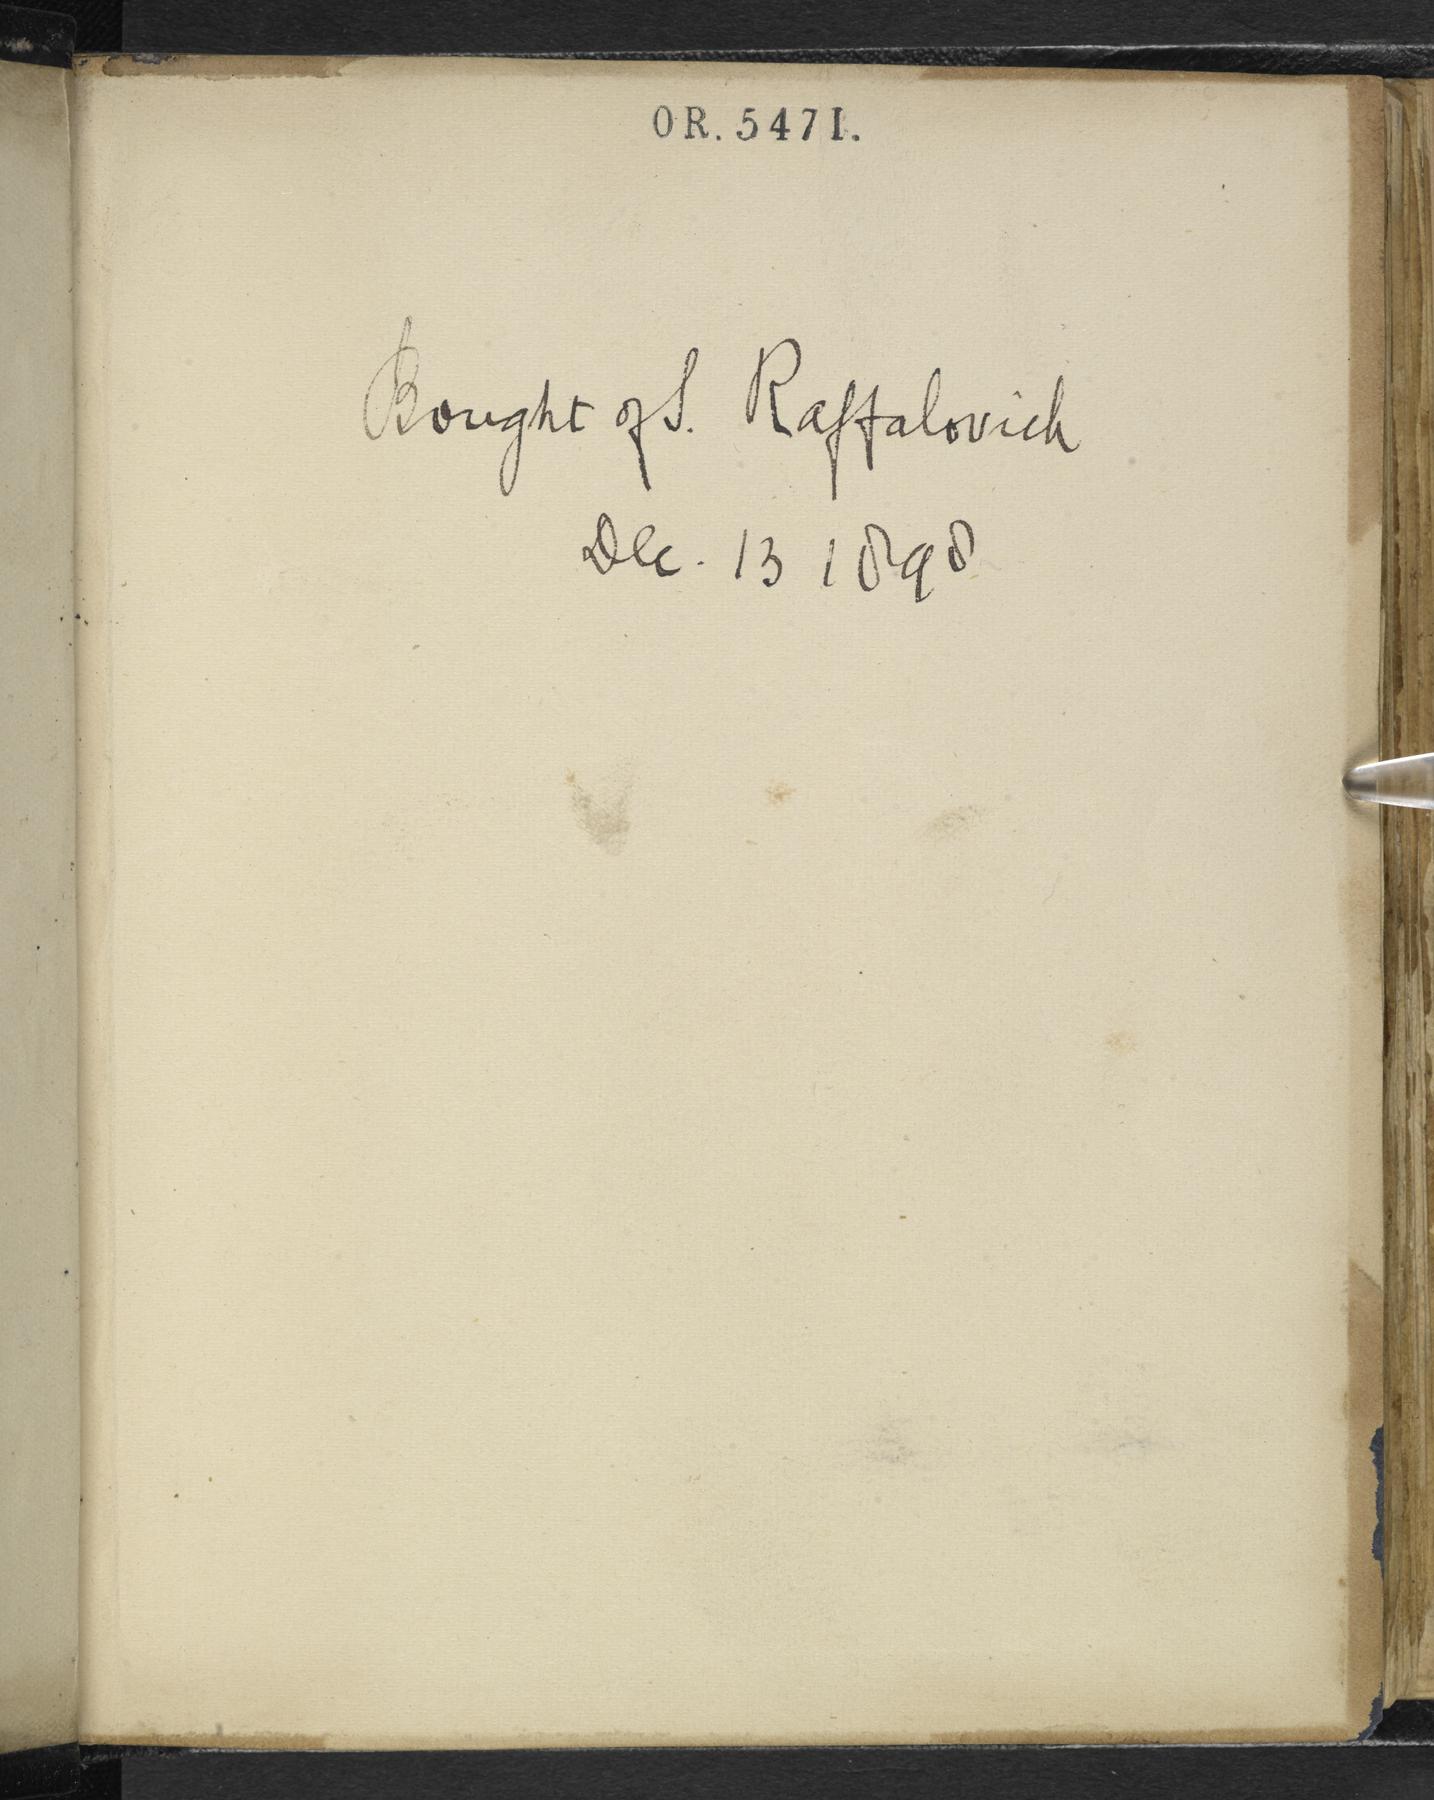 OR. 5471.
Bought of S. Raffalovich
Dec. 13 1898